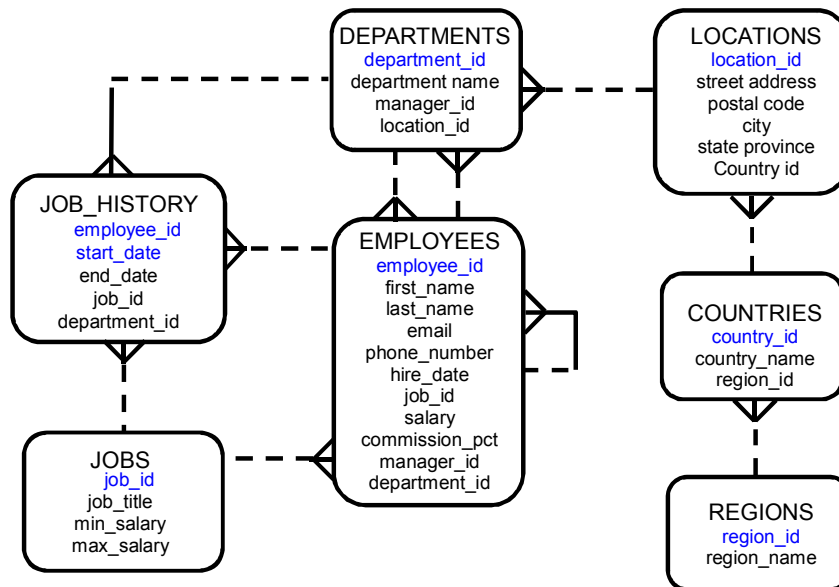 DEPARTMENTS
department_id
department name
manager_id
location_id
LOCATIONS
location_id
street address
postal code
city
state province
Country id
JOB_HISTORY
employee_id
start_date
end_date
job_id
department_id
EMPLOYEES
employee_id
first_name
last_name
email
phone_number
hire_date
job_id
salary
commission_pct
manager_id
department_id
COUNTRIES
country_id
country_name
region_id
JOBS
job_id
job_title
min_salary
max_salary
REGIONS
region_id
region_name